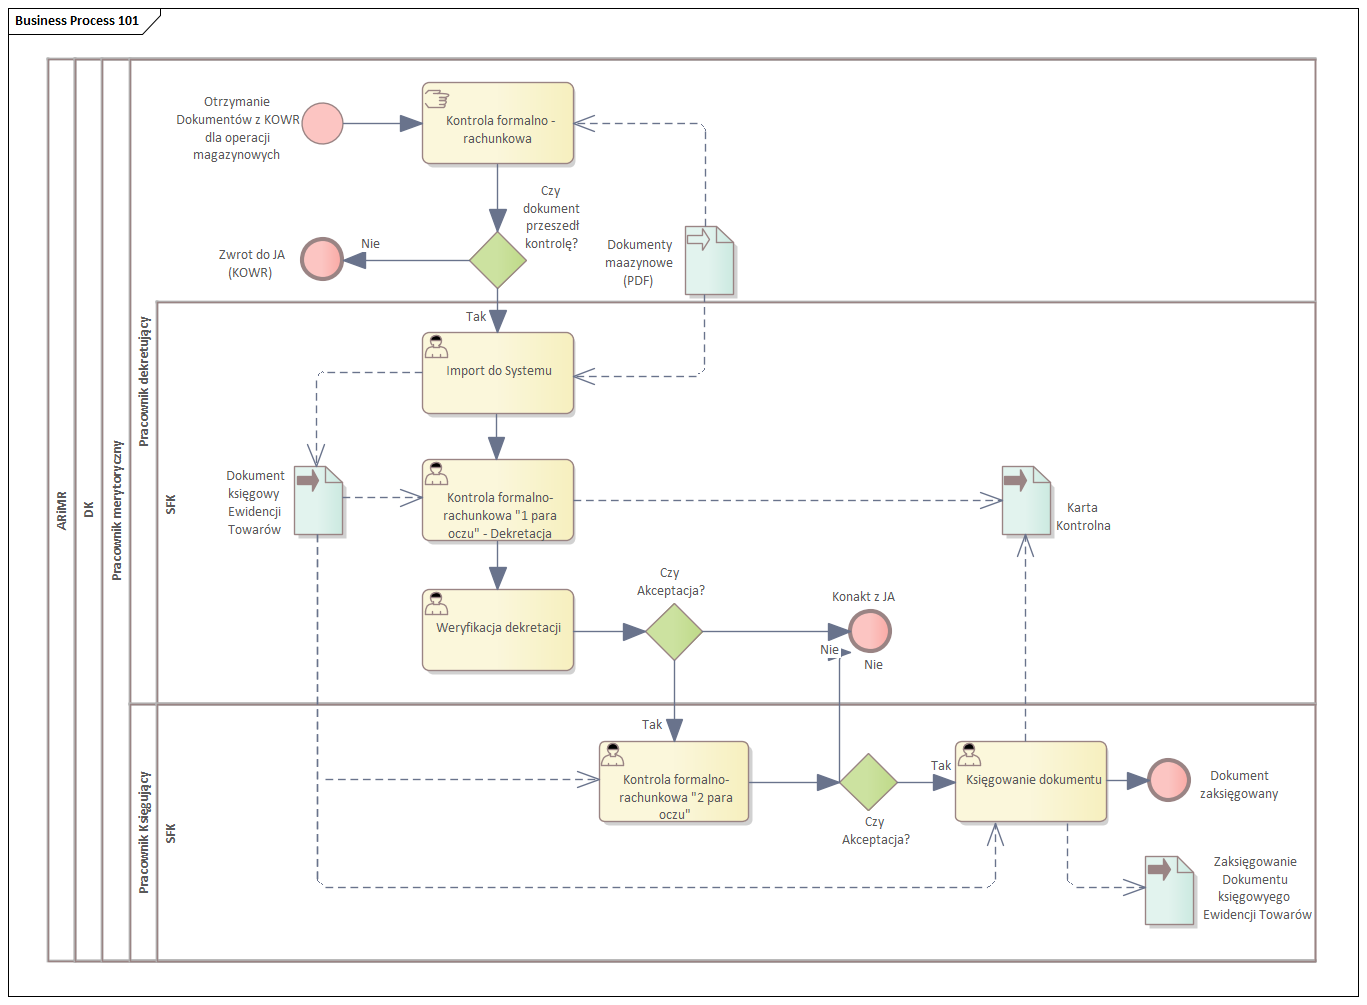 Business Process 101
ARiMR
DK
Pracownik merytoryczny
Pracownik dekretujący
SFK
Pracownik Księgujący
SFK
Otrzymanie
Dokumentów z KOWR
dla operacji
magazynowych
Kontrola formalno -
rachunkowa
Czy
dokument
przeszedł
kontrolę?
Nie
Zwrot do JA
(KOWR)
Dokumenty
maazynowe
(PDF)
Tak
Import do Systemu
Dokument
księgowy
Ewidencji
Towarów
Kontrola formalno-
rachunkowa "1 para
oczu" - Dekretacja
Karta
Kontrolna
Weryfikacja dekretacji
Czy
Akceptacja?
Konakt z JA
Nie
Nie
Tak
Kontrola formalno-
rachunkowa "2 para
oczu"
Czy
Akceptacja?
Tak
Księgowanie dokumentu
Dokument
zaksięgowany
Zaksięgowanie
Dokumentu
księgowyego
Ewidencji Towarów